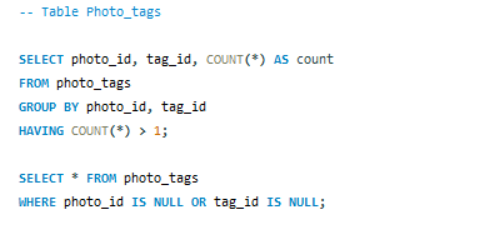 -- Table Photo_tags
SELECT photo_id, tag_id, COUNT(*) AS count
FROM photo_tags
GROUP BY photo_id, tag_id
HAVING COUNT(*) > 1;
SELECT * FROM photo_tags
WHERE photo_id IS NULL OR tag_id IS NULL;